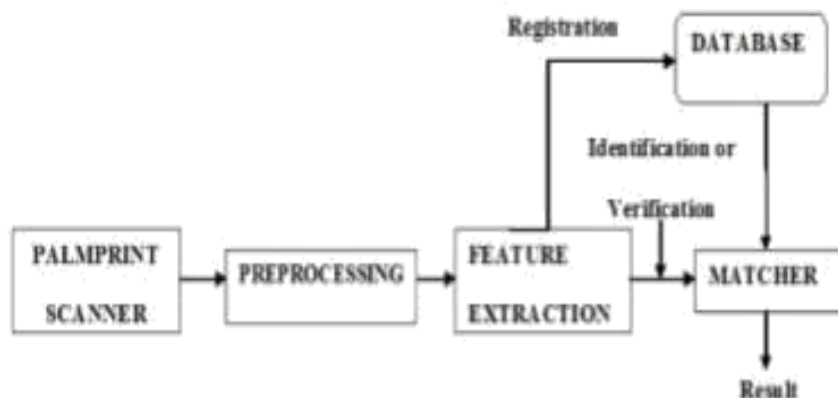 Registration
DATABASE
Identification or
Verification
PALMPRINT
SCANNER
PREPROCESSING
FEATURE
EXTRACTION
MATCHER
Result